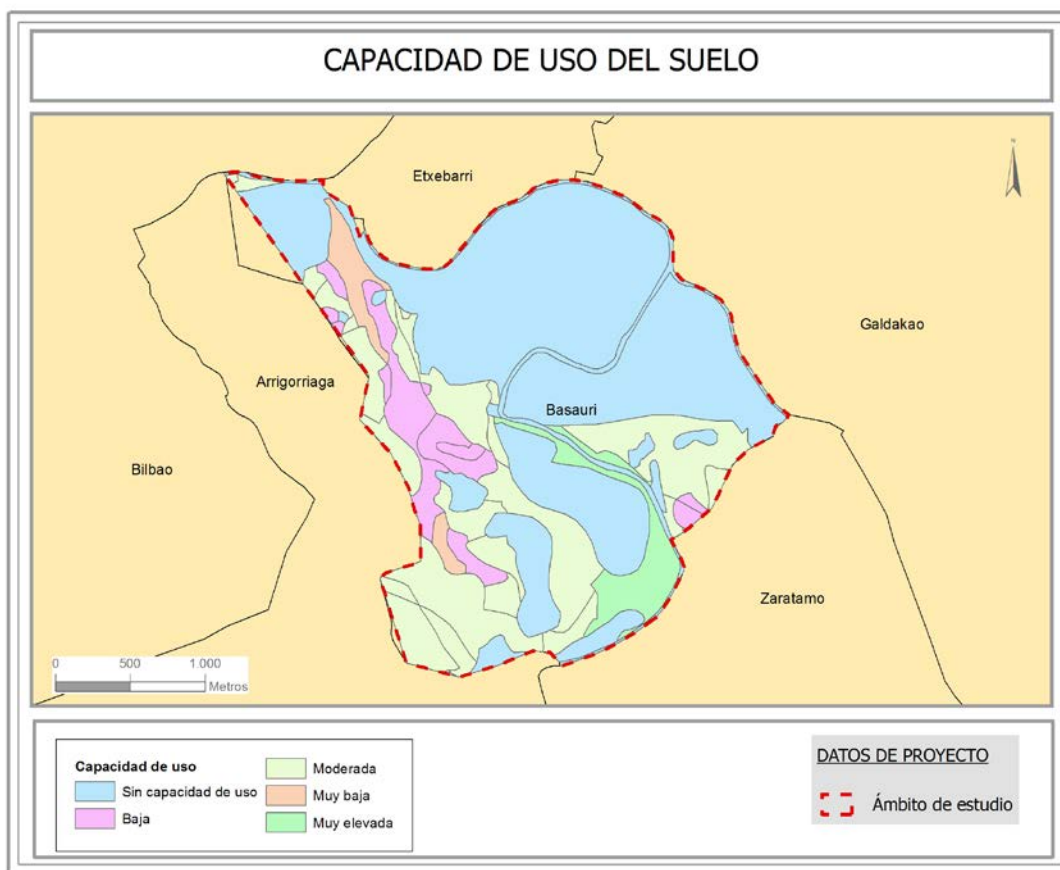 CAPACIDAD DE USO DEL SUELO
N
Etxebarri
Galdakao
Arrigorriaga
Basauri
Bilbao
Zaratamo
0 500 1.000
Metros
Capacidad de uso
Sin capacidad de uso
Baja
Moderada
Muy baja
Muy elevada
DATOS DE PROYECTO
Ámbito de estudio